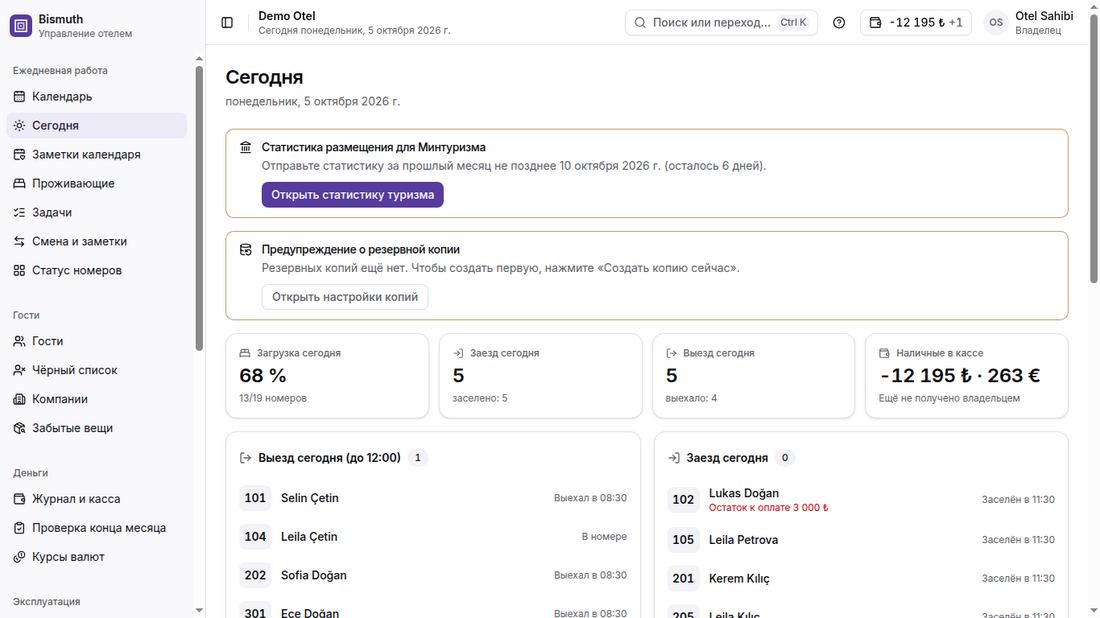 Bismuth
Управление отелем
Ежедневная работа
Календарь
Сегодня
Заметки календаря
Проживающие
Задачи
Смена и заметки
Статус номеров
Гости
Гости
Чёрный список
Компании
Забытые вещи
Деньги
Журнал и касса
Проверка конца месяца
Курсы валют
Эксплуатация
Demo Otel
Сегодня понедельник, 5 октября 2026 г.
Поиск или переход... Ctrl K
-12 195 ₺ +1
OS
Otel Sahibi
Владелец
Сегодня
понедельник, 5 октября 2026 г.
Статистика размещения для Минтуризма
Отправьте статистику за прошлый месяц не позднее 10 октября 2026 г. (осталось 6 дней).
Открыть статистику туризма
Предупреждение о резервной копии
Резервных копий ещё нет. Чтобы создать первую, нажмите «Создать копию сейчас».
Открыть настройки копий
Загрузка сегодня
68 %
13/19 номеров
Заезд сегодня
5
заселено: 5
Выезд сегодня
5
выехало: 4
Наличные в кассе
-12 195 ₺ · 263 €
Ещё не получено владельцем
Выезд сегодня (до 12:00) 1
101 Selin Çetin Выехал в 08:30
104 Leila Çetin В номере
202 Sofia Doğan Выехал в 08:30
301 Ece Doğan Выехал в 08:30
Заезд сегодня 0
102 Lukas Doğan Заселён в 11:30
Остаток к оплате 3 000 ₺
105 Leila Petrova Заселён в 11:30
201 Kerem Kılıç Заселён в 11:30
205 Leila Kılıç Заселён в 11:30